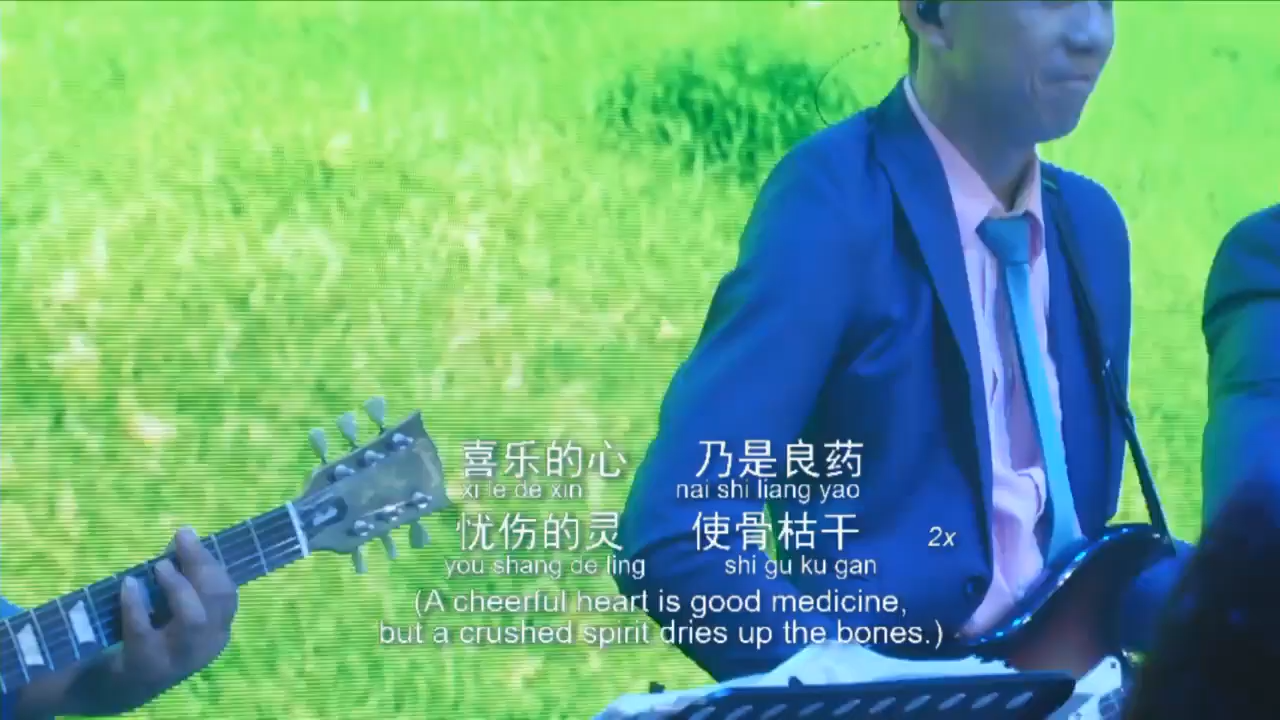 喜乐的心 乃是良药
xi le de xin nai shi liang yao
忧伤的灵 使骨枯干 2x
you shang de ling shi gu ku gan
(A cheerful heart is good medicine,
but a crushed spirit dries up the bones.)